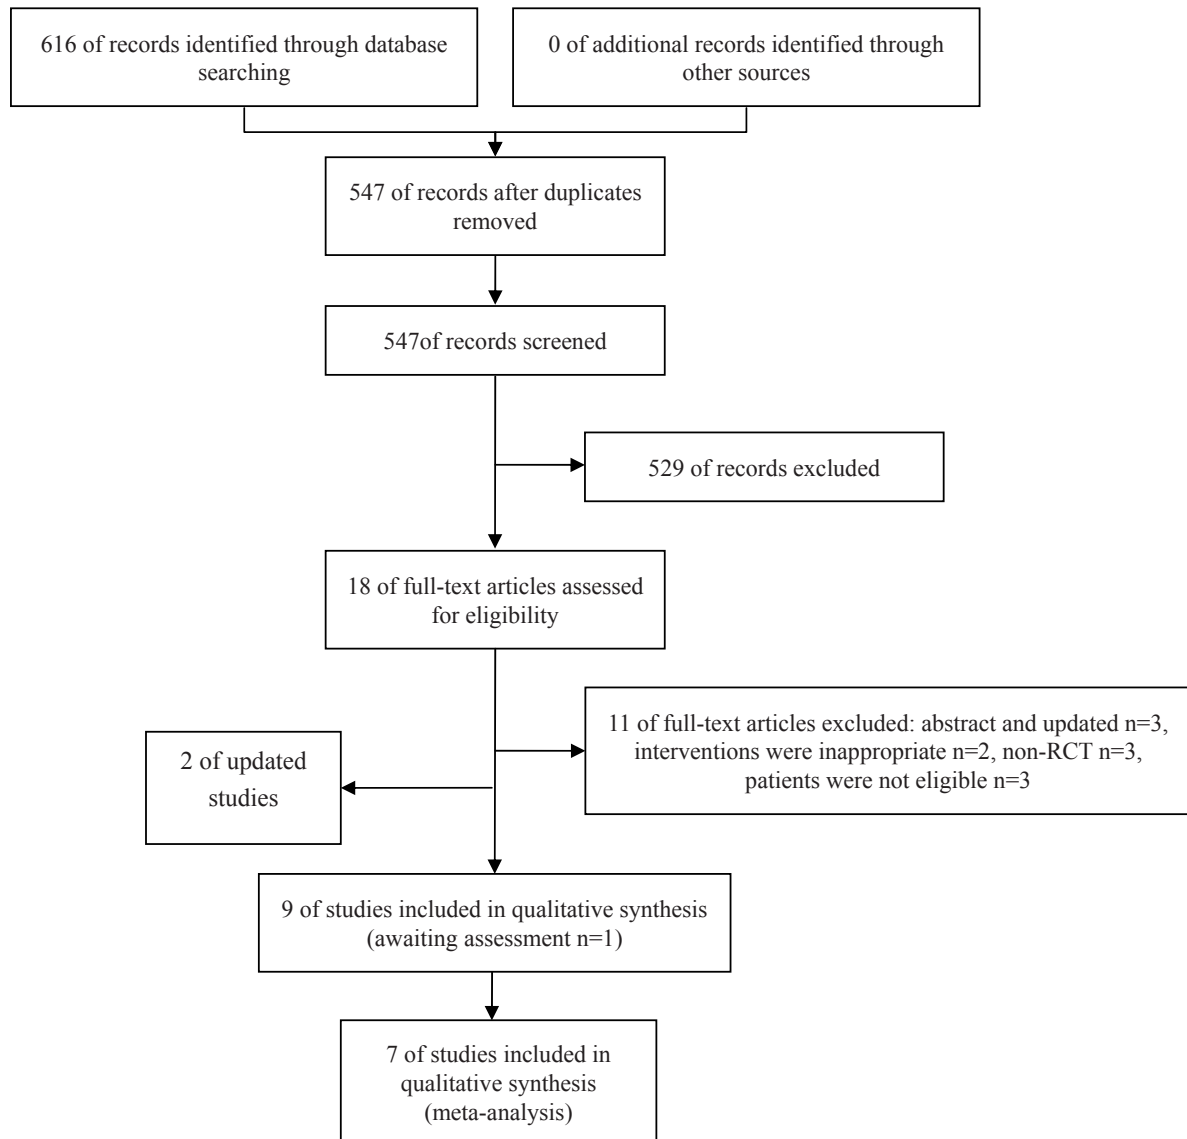 616 of records identified through database
searching
0 of additional records identified through
other sources
547 of records after duplicates
removed
547of records screened
529 of records excluded
18 of full-text articles assessed
for eligibility
11 of full-text articles excluded: abstract and updated n=3,
interventions were inappropriate n=2, non-RCT n=3,
patients were not eligible n=3
2 of updated
studies
9 of studies included in qualitative synthesis
(awaiting assessment n=1)
7 of studies included in
qualitative synthesis
(meta-analysis)